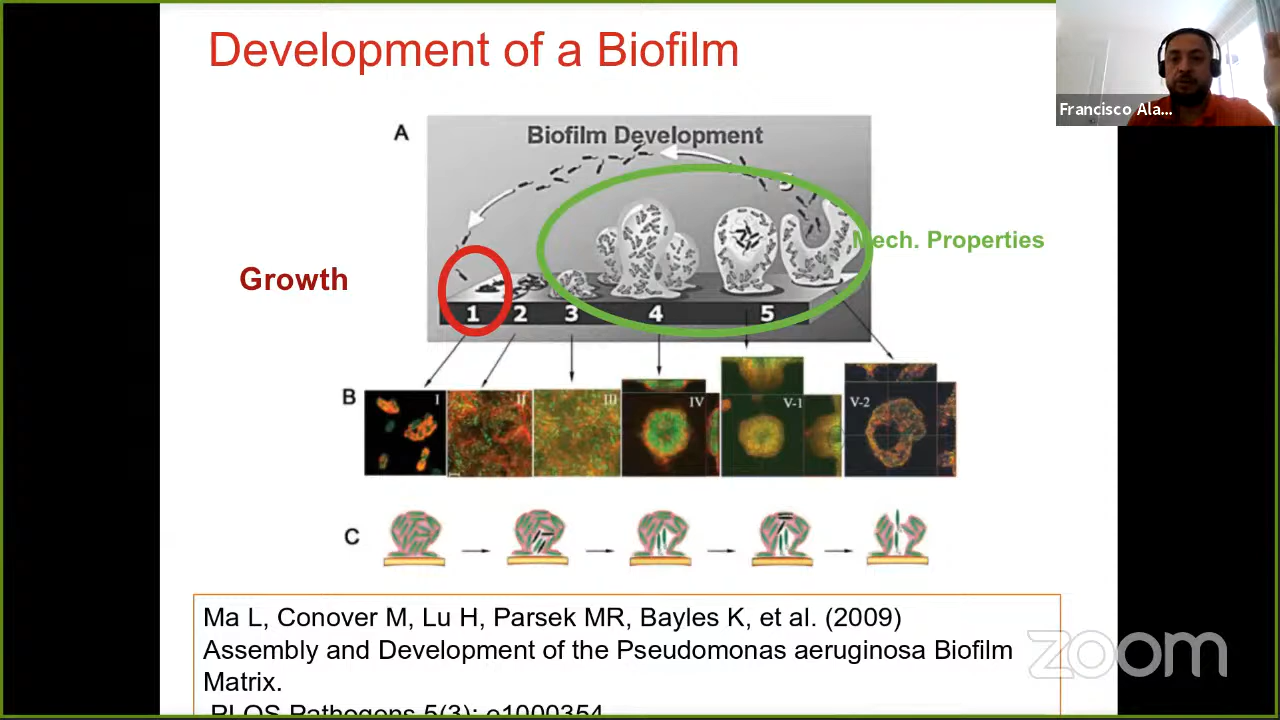 Development of a Biofilm
Francisco Ala...
A
Biofilm Development
5
Mech. Properties
Growth
1 2 3 4 5
B
I II III IV V-1 V-2
C
Ma L, Conover M, Lu H, Parsek MR, Bayles K, et al. (2009)
Assembly and Development of the Pseudomonas aeruginosa Biofilm
Matrix.
PLOS Pathogens 5(3): e1000354
zoom